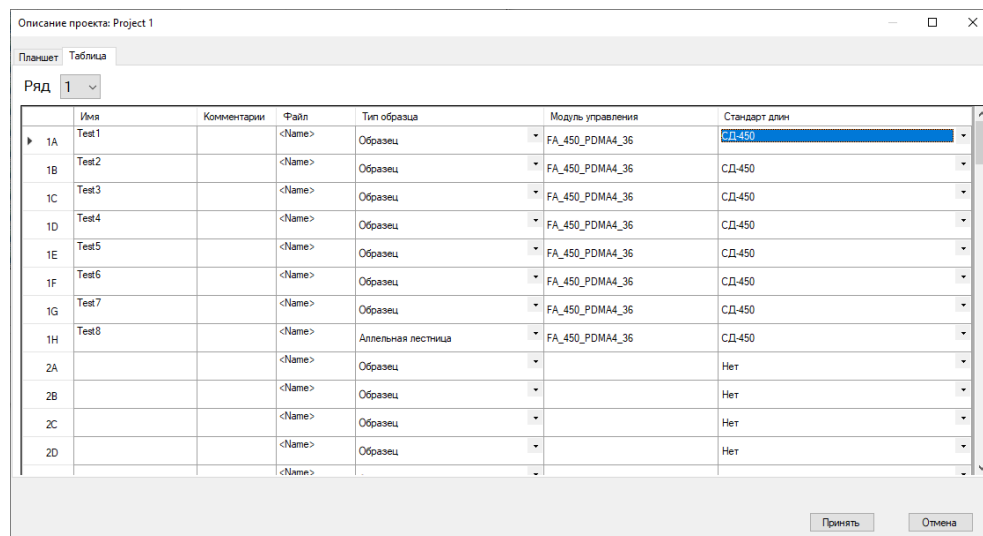 Описание проекта: Project 1
Планшет Таблица
Ряд 1
Имя Комментарии Файл Тип образца Модуль управления Стандарт длин
1A Test1 <Name> Образец FA_450_PDMA4_36 СД-450
1B Test2 <Name> Образец FA_450_PDMA4_36 СД-450
1C Test3 <Name> Образец FA_450_PDMA4_36 СД-450
1D Test4 <Name> Образец FA_450_PDMA4_36 СД-450
1E Test5 <Name> Образец FA_450_PDMA4_36 СД-450
1F Test6 <Name> Образец FA_450_PDMA4_36 СД-450
1G Test7 <Name> Образец FA_450_PDMA4_36 СД-450
1H Test8 <Name> Аллельная лестница FA_450_PDMA4_36 СД-450
2A <Name> Образец Нет
2B <Name> Образец Нет
2C <Name> Образец Нет
2D <Name> Образец Нет
<Name>
Принять Отмена